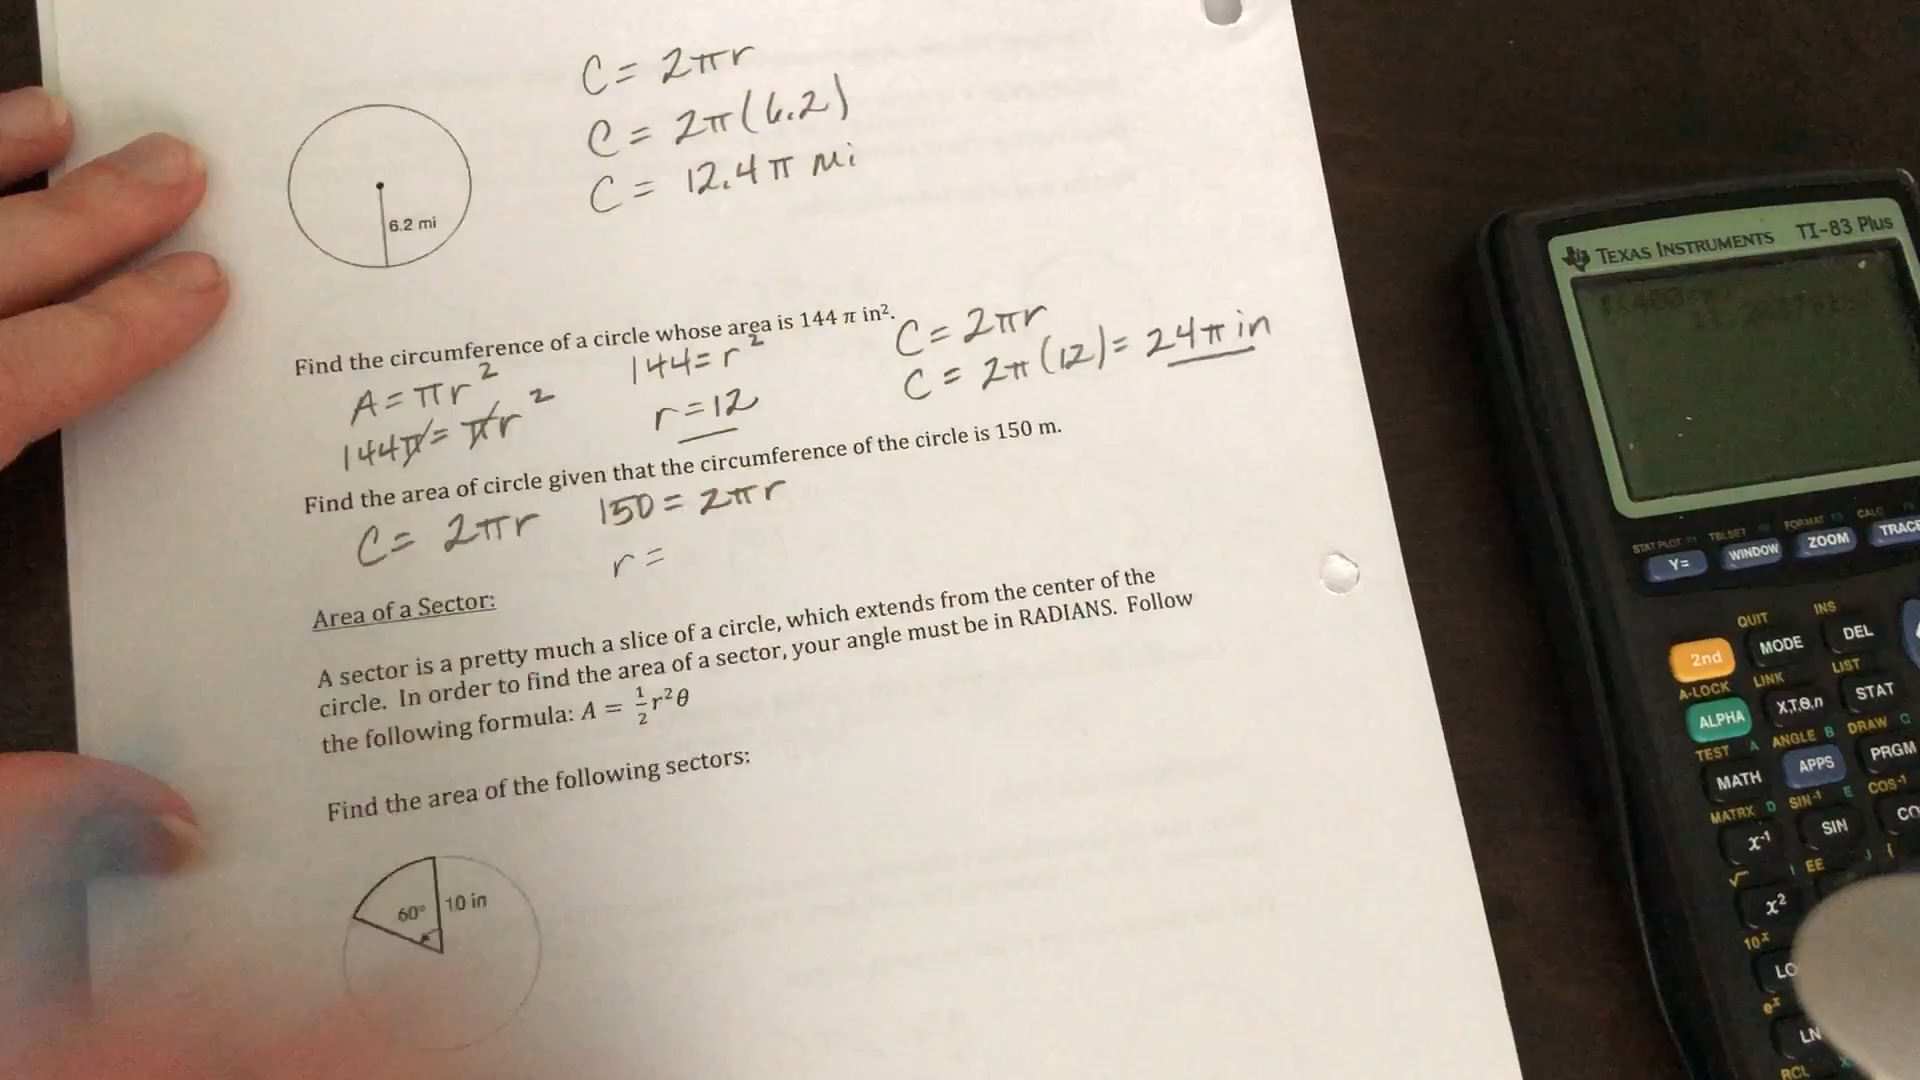 C = 2πr
C = 2π(6.2)
C = 12.4π mi
6.2 mi
Find the circumference of a circle whose area is 144 π in².
A = πr²
144π = πr²
144 = r²
r = 12
C = 2πr
C = 2π(12) = 24π in
Find the area of circle given that the circumference of the circle is 150 m.
C = 2πr
150 = 2πr
r =
Area of a Sector:
A sector is a pretty much a slice of a circle, which extends from the center of the
circle. In order to find the area of a sector, your angle must be in RADIANS. Follow
the following formula: A = 1/2 r²θ
Find the area of the following sectors:
60° 10 in
TEXAS INSTRUMENTS TI-83 Plus
STAT PLOT TBLSET FORMAT CALC
Y= WINDOW ZOOM TRACE
QUIT INS
2nd MODE DEL
A-LOCK LINK LIST
ALPHA X,T,θ,n STAT
TEST A ANGLE B DRAW C
MATH APPS PRGM
MATRX D SIN⁻¹ E COS⁻¹
x⁻¹ SIN CO
√ I EE J {
x²
10ˣ
LO
eˣ
LN
RCL X